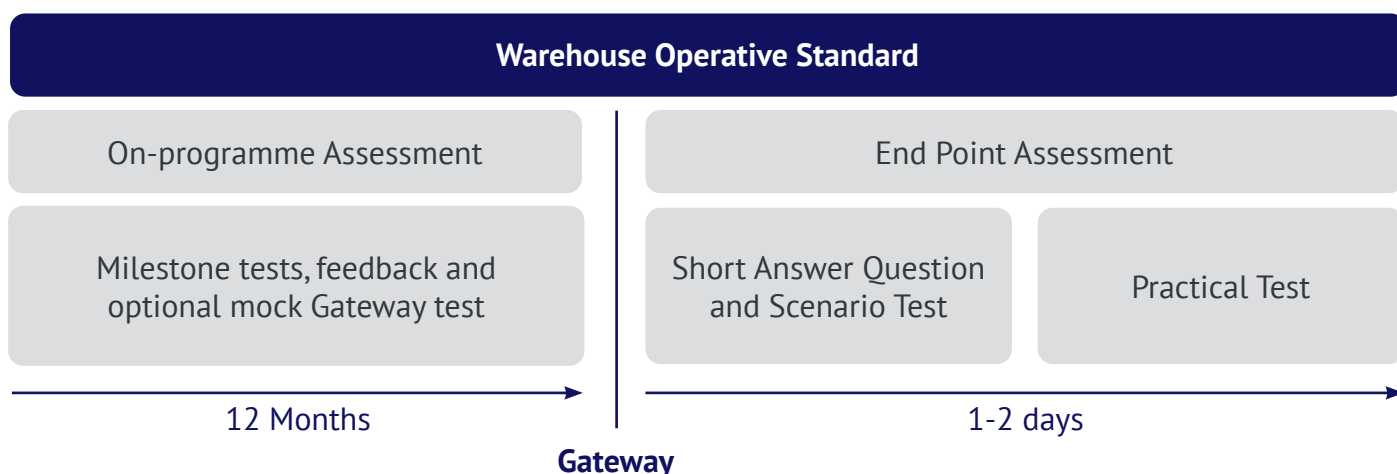 Warehouse Operative Standard
On-programme Assessment
End Point Assessment
Milestone tests, feedback and
optional mock Gateway test
Short Answer Question
and Scenario Test
Practical Test
12 Months
1-2 days
Gateway